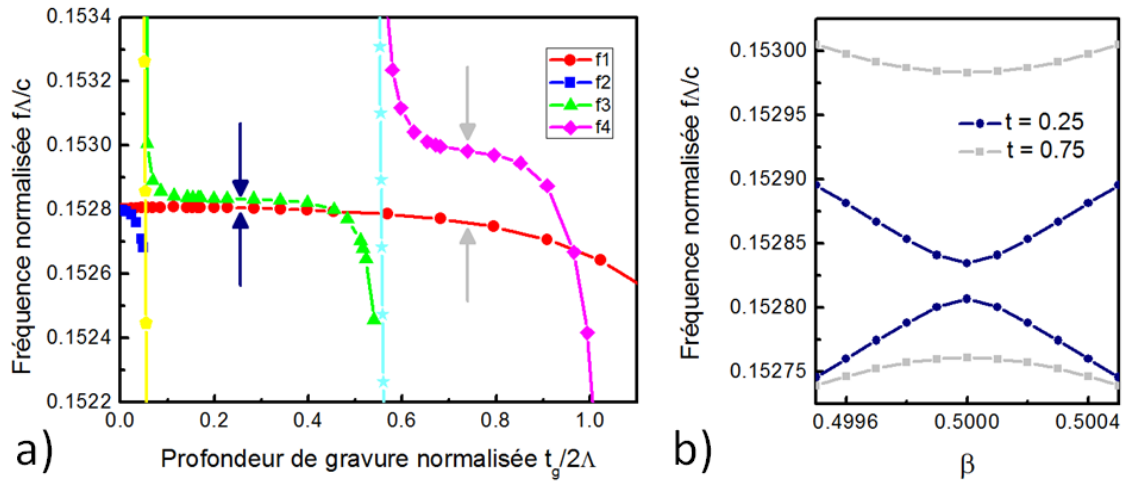 Fréquence normalisée fΛ/c
0.1534
0.1532
0.1530
0.1528
0.1526
0.1524
0.1522
0.0
0.2
0.4
0.6
0.8
1.0
f1
f2
f3
f4
a)
Profondeur de gravure normalisée t_g/2Λ
Fréquence normalisée fΛ/c
0.15300
0.15295
0.15290
0.15285
0.15280
0.15275
t = 0.25
t = 0.75
0.4996
0.5000
0.5004
b)
β